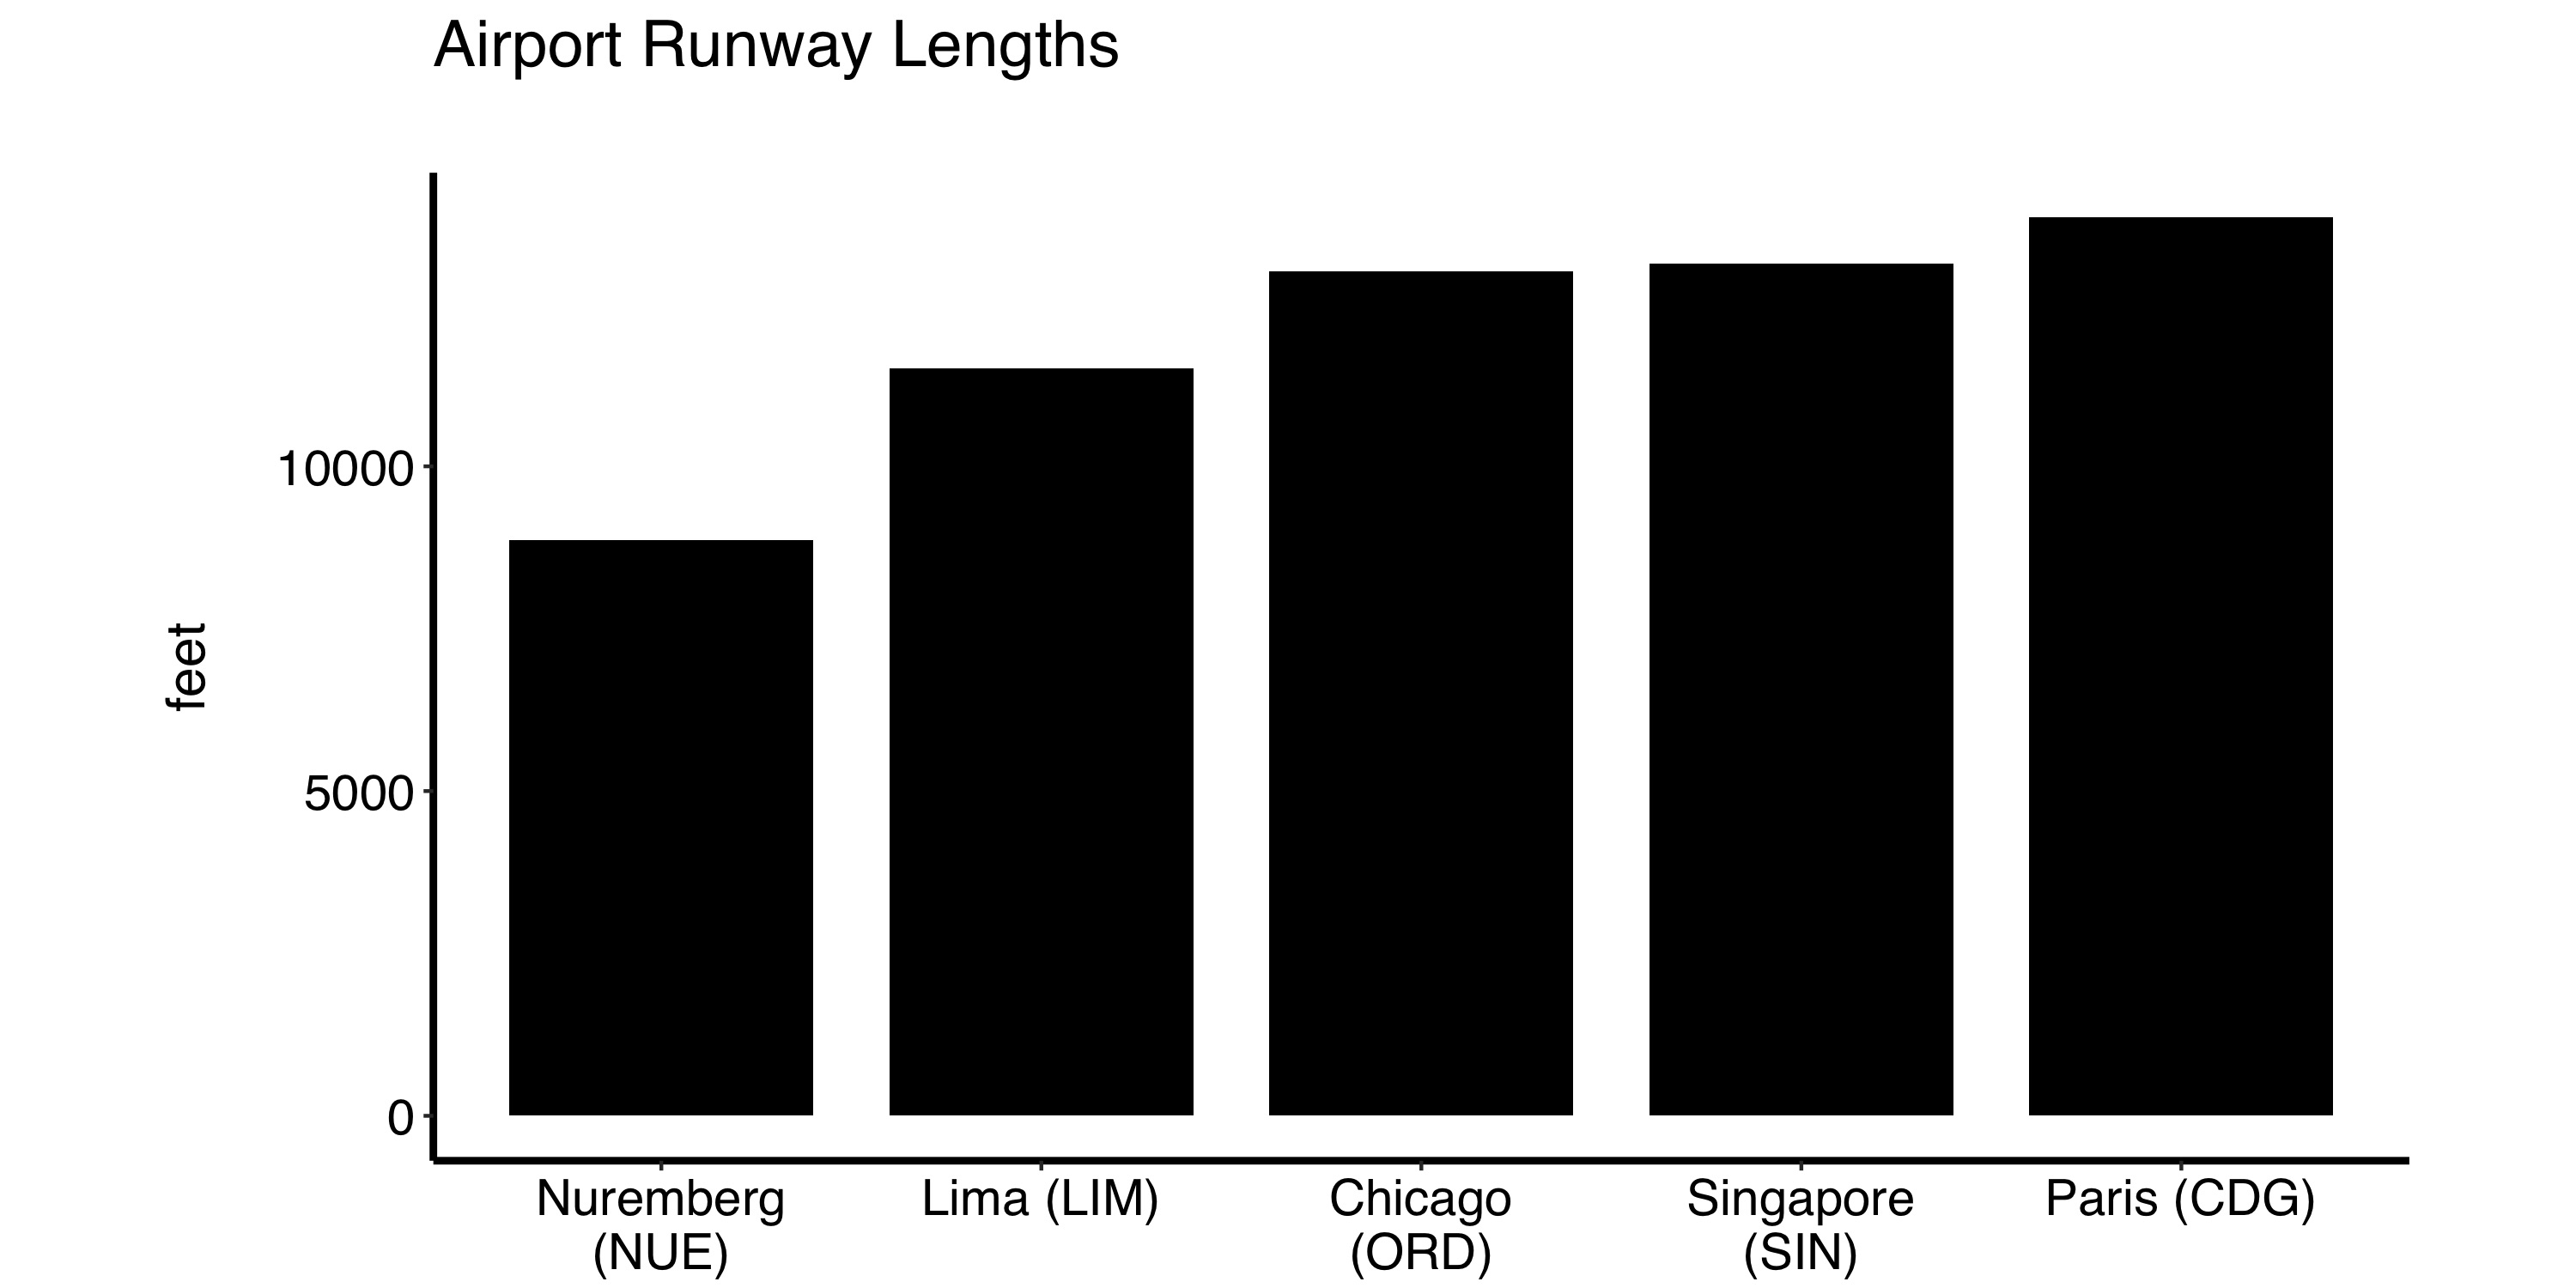 Airport Runway Lengths
feet
10000
5000
0
Nuremberg
(NUE)
Lima (LIM)
Chicago
(ORD)
Singapore
(SIN)
Paris (CDG)